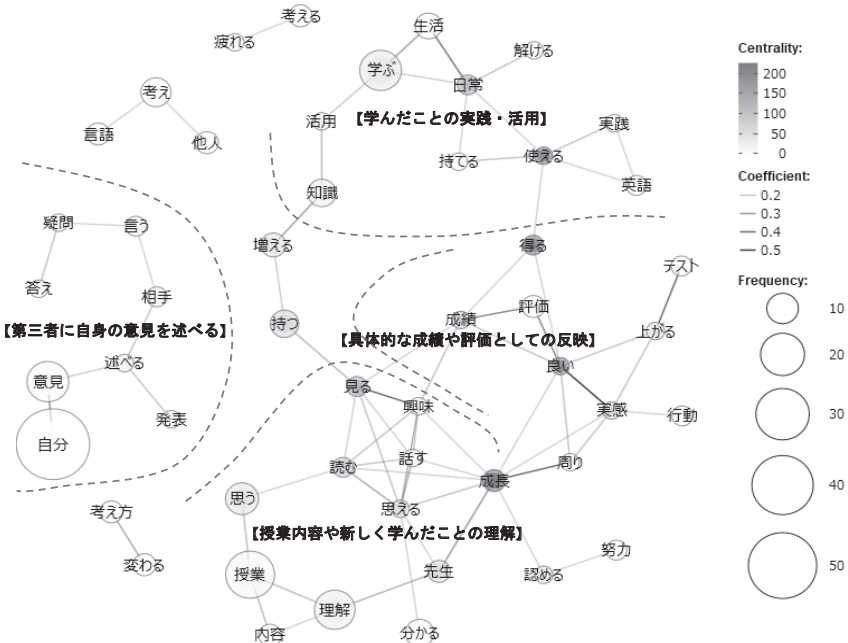 考える
疲れる
生活
解ける
学ぶ
日常
考え
言語
他人
活用
【学んだことの実践・活用】
実践
持てる
使える
英語
知識
疑問
言う
増える
得る
答え
相手
テスト
評価
持つ
成績
上がる
【第三者に自身の意見を述べる】
【具体的な成績や評価としての反映】
述べる
良い
意見
見る
興味
実感
行動
発表
自分
話す
周り
読む
成長
思う
思える
考え方
【授業内容や新しく学んだことの理解】
努力
変わる
授業
先生
認める
理解
内容
分かる
Centrality:
200
150
100
50
0
Coefficient:
0.2
0.3
0.4
0.5
Frequency:
10
20
30
40
50